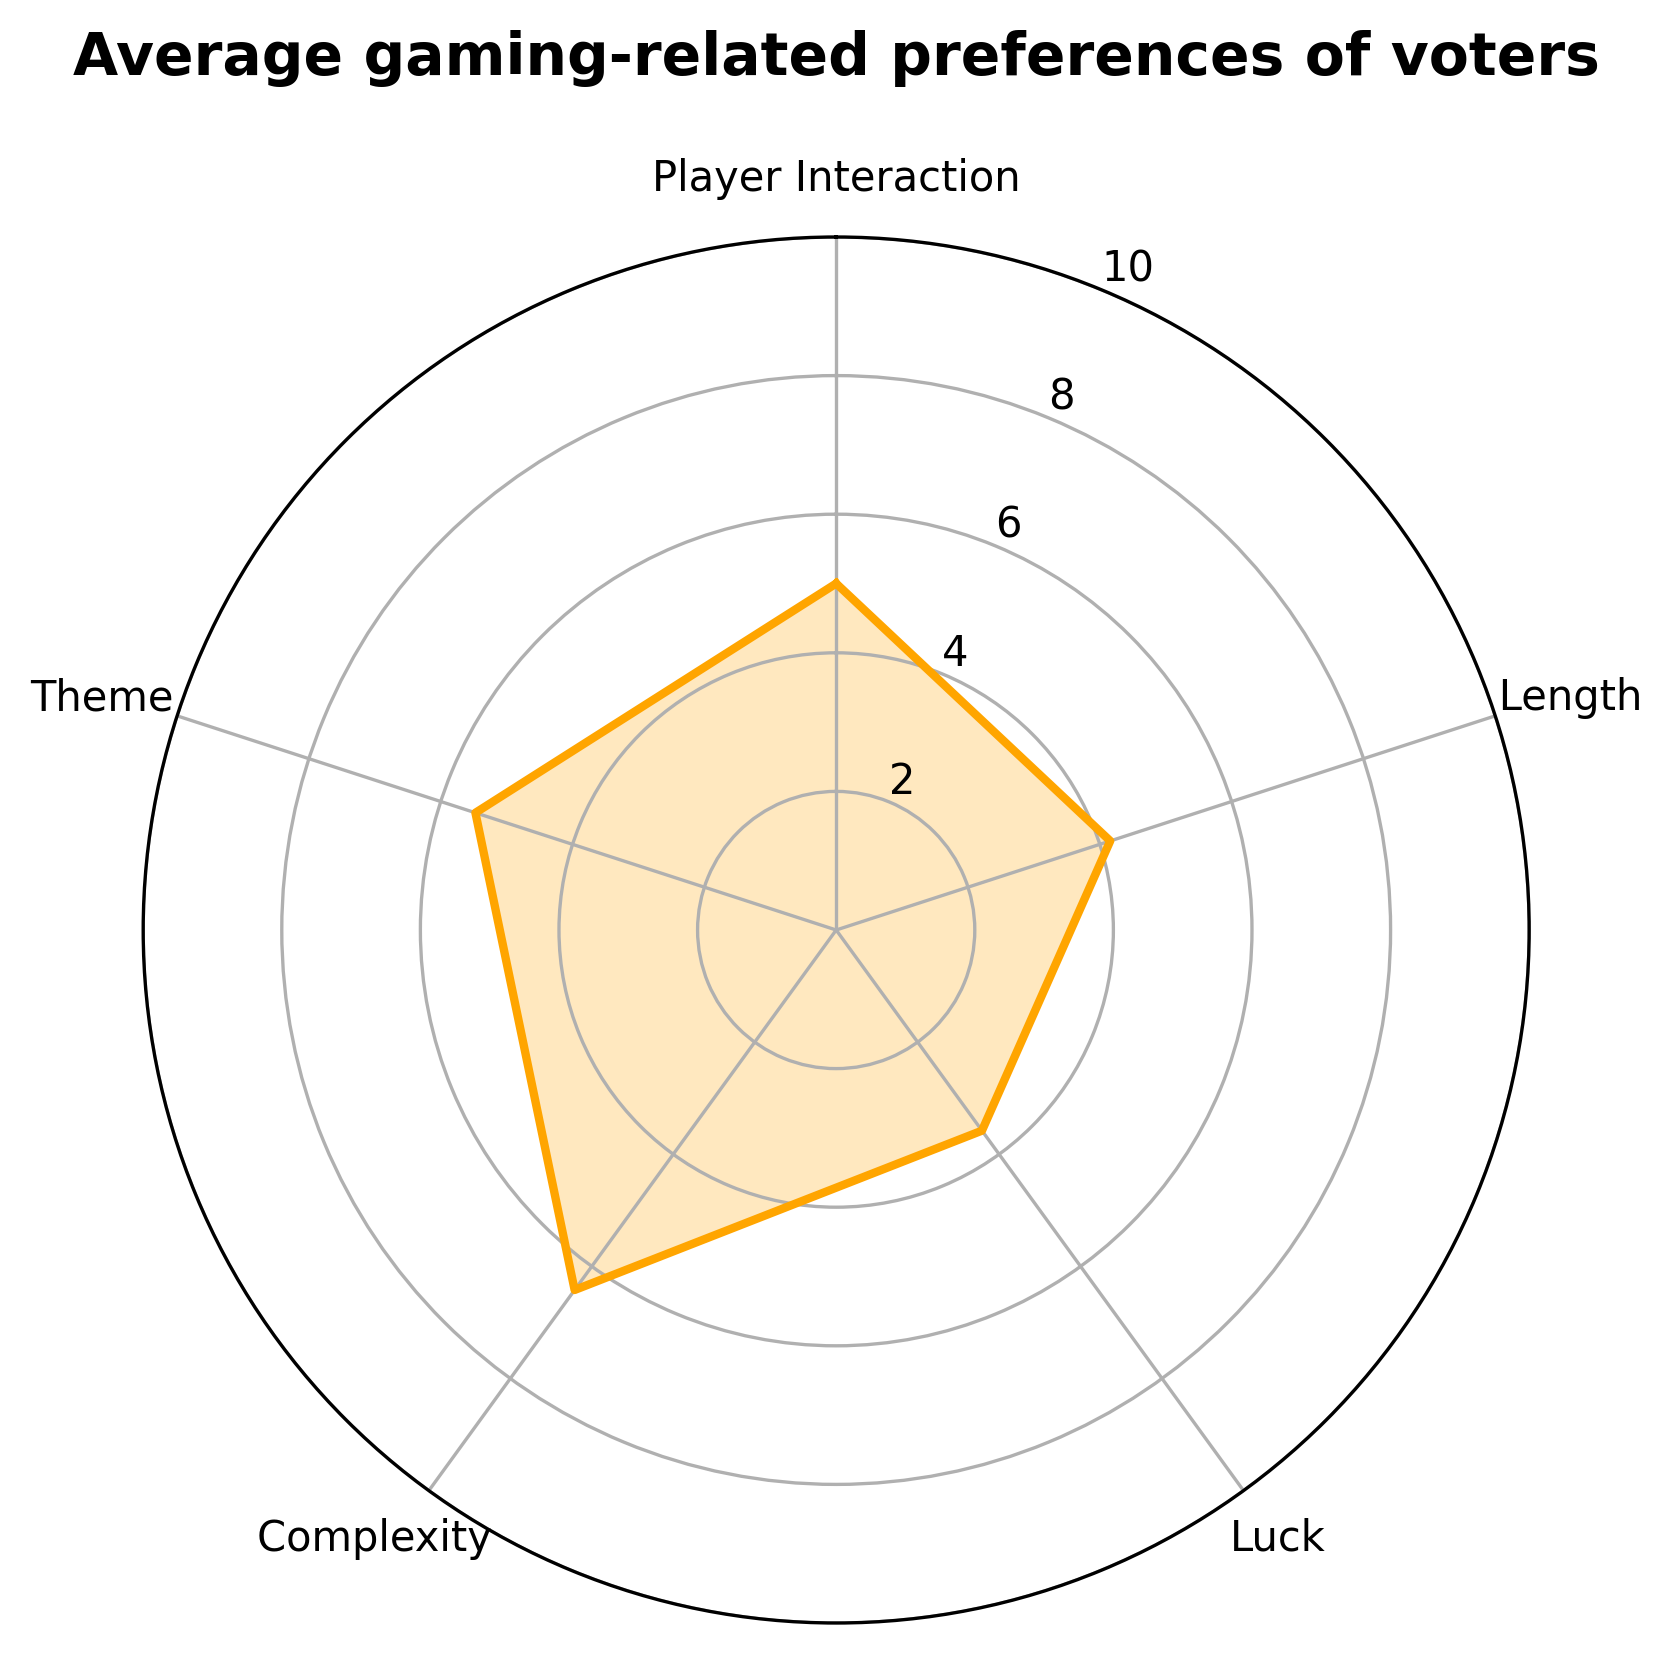 Average gaming-related preferences of voters
Player Interaction
10
8
6
4
2
Theme
Length
Complexity
Luck